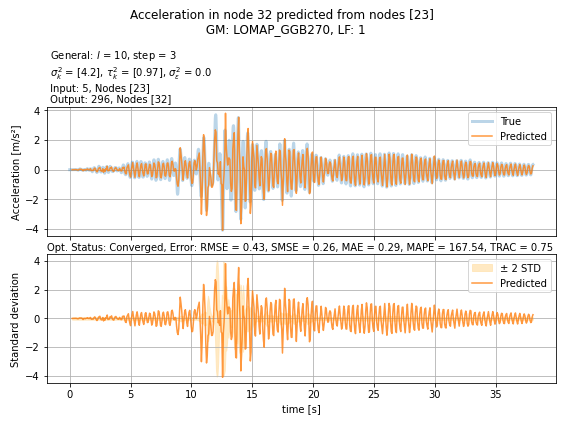 Acceleration in node 32 predicted from nodes [23]
GM: LOMAP_GGB270, LF: 1
General: l = 10, step = 3
σ²ₖ = [4.2], τ²ₖ = [0.97], σ²ε = 0.0
Input: 5, Nodes [23]
Output: 296, Nodes [32]
4
2
0
−2
−4
Acceleration [m/s²]
True
Predicted
Opt. Status: Converged, Error: RMSE = 0.43, SMSE = 0.26, MAE = 0.29, MAPE = 167.54, TRAC = 0.75
4
2
0
−2
−4
Standard deviation
± 2 STD
Predicted
0 5 10 15 20 25 30 35
time [s]